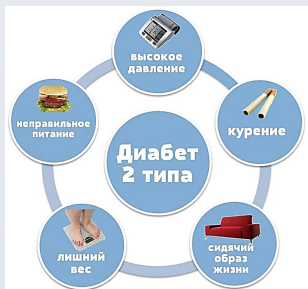 высокое
давление
неправильное
питание
курение
Диабет
2 типа
лишний
вес
сидячий
образ
жизни